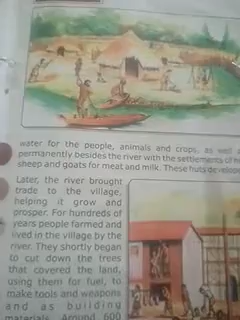 water for the people, animals and crops, as well
permanently besides the river with the settlements of
sheep and goats for meat and milk. These huts
Later, the river brought
trade to the village,
helping it grow and
prosper. For hundreds of
years people farmed and
lived in the village by the
river. They shortly began
to cut down the trees
that covered the land,
using them for fuel, to
make tools and weapons
and as building
materials. Around 600